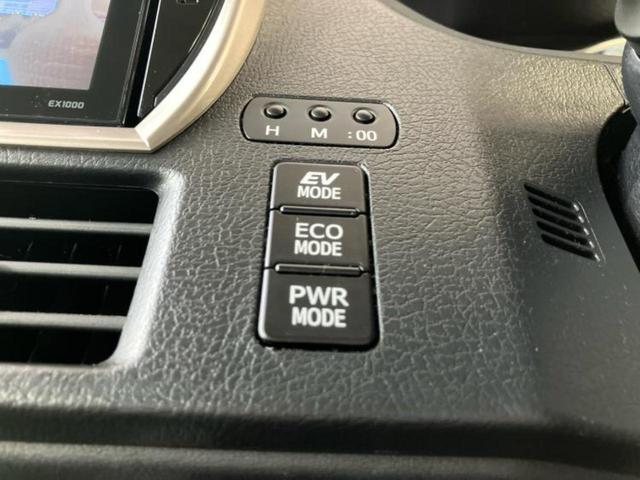 EX1000
H M :00
EV
MODE
ECO
MODE
PWR
MODE